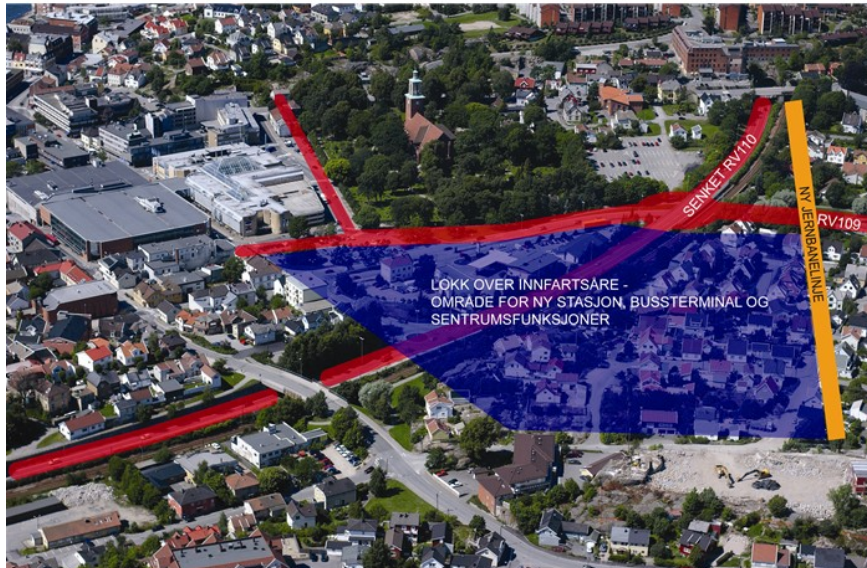 SENKET RV110
RV109
NY JERNBANELINJE
LOKK OVER INNFARTSÅRE -
OMRÅDE FOR NY STASJON, BUSSTERMINAL OG
SENTRUMSFUNKSJONER